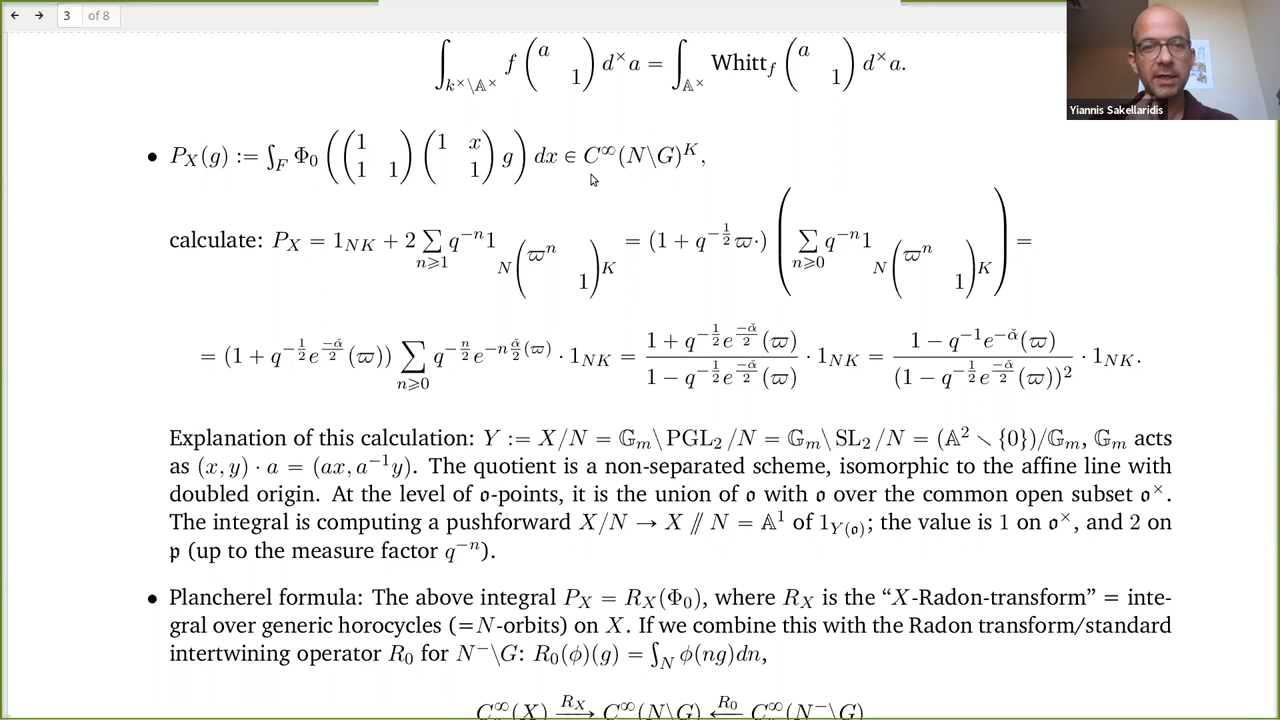 3 of 8
Yiannis Sakellaridis
∫_{k^×\𝔸^×} f (a 1) d^×a = ∫_{𝔸^×} Whitt_f (a 1) d^×a.
• P_X(g) := ∫_F Φ_0 ((1 1 1) (1 x 1) g) dx ∈ C^∞(N\G)^K,
calculate: P_X = 1_{NK} + 2 ∑_{n⩾1} q^{-n} 1_{N(ϖ^n 1)K} = (1 + q^{-1/2}ϖ·) (∑_{n⩾0} q^{-n} 1_{N(ϖ^n 1)K}) =
= (1 + q^{-1/2} e^{-α̌/2}(ϖ)) ∑_{n⩾0} q^{-n/2} e^{-n α̌/2 (ϖ)} · 1_{NK} = (1 + q^{-1/2} e^{-α̌/2}(ϖ))/(1 − q^{-1/2} e^{-α̌/2}(ϖ)) · 1_{NK} = (1 − q^{-1} e^{-α̌}(ϖ))/((1 − q^{-1/2} e^{-α̌/2}(ϖ))^2) · 1_{NK}.
Explanation of this calculation: Y := X/N = 𝔾_m\ PGL_2 /N = 𝔾_m\ SL_2 /N = (𝔸^2 ∖ {0})/𝔾_m, 𝔾_m acts
as (x, y) · a = (ax, a^{-1}y). The quotient is a non-separated scheme, isomorphic to the affine line with
doubled origin. At the level of 𝔬-points, it is the union of 𝔬 with 𝔬 over the common open subset 𝔬^×.
The integral is computing a pushforward X/N → X ⫽ N = 𝔸^1 of 1_{Y(𝔬)}; the value is 1 on 𝔬^×, and 2 on
𝔭 (up to the measure factor q^{-n}).
• Plancherel formula: The above integral P_X = R_X(Φ_0), where R_X is the “X-Radon-transform” = inte-
gral over generic horocycles (=N-orbits) on X. If we combine this with the Radon transform/standard
intertwining operator R_0 for N^-\G: R_0(ϕ)(g) = ∫_N ϕ(ng)dn,